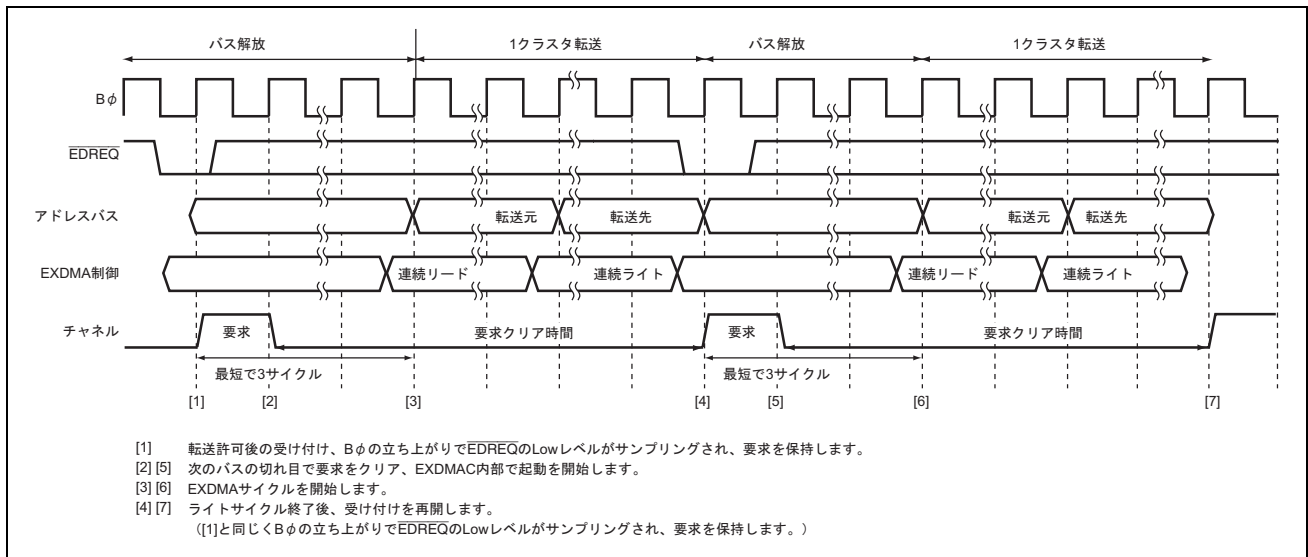 バス解放 1クラスタ転送 バス解放 1クラスタ転送
Bφ
EDREQ
アドレスバス 転送元 転送先 転送元 転送先
EXDMA制御 連続リード 連続ライト 連続リード 連続ライト
チャネル 要求 要求クリア時間 要求 要求クリア時間
最短で3サイクル 最短で3サイクル
[1] [2] [3] [4] [5] [6] [7]
[1] 転送許可後の受け付け、Bφの立ち上がりでEDREQのLowレベルがサンプリングされ、要求を保持します。
[2] [5] 次のバスの切れ目で要求をクリア、EXDMAC内部で起動を開始します。
[3] [6] EXDMAサイクルを開始します。
[4] [7] ライトサイクル終了後、受け付けを再開します。
([1]と同じくBφの立ち上がりでEDREQのLowレベルがサンプリングされ、要求を保持します。)